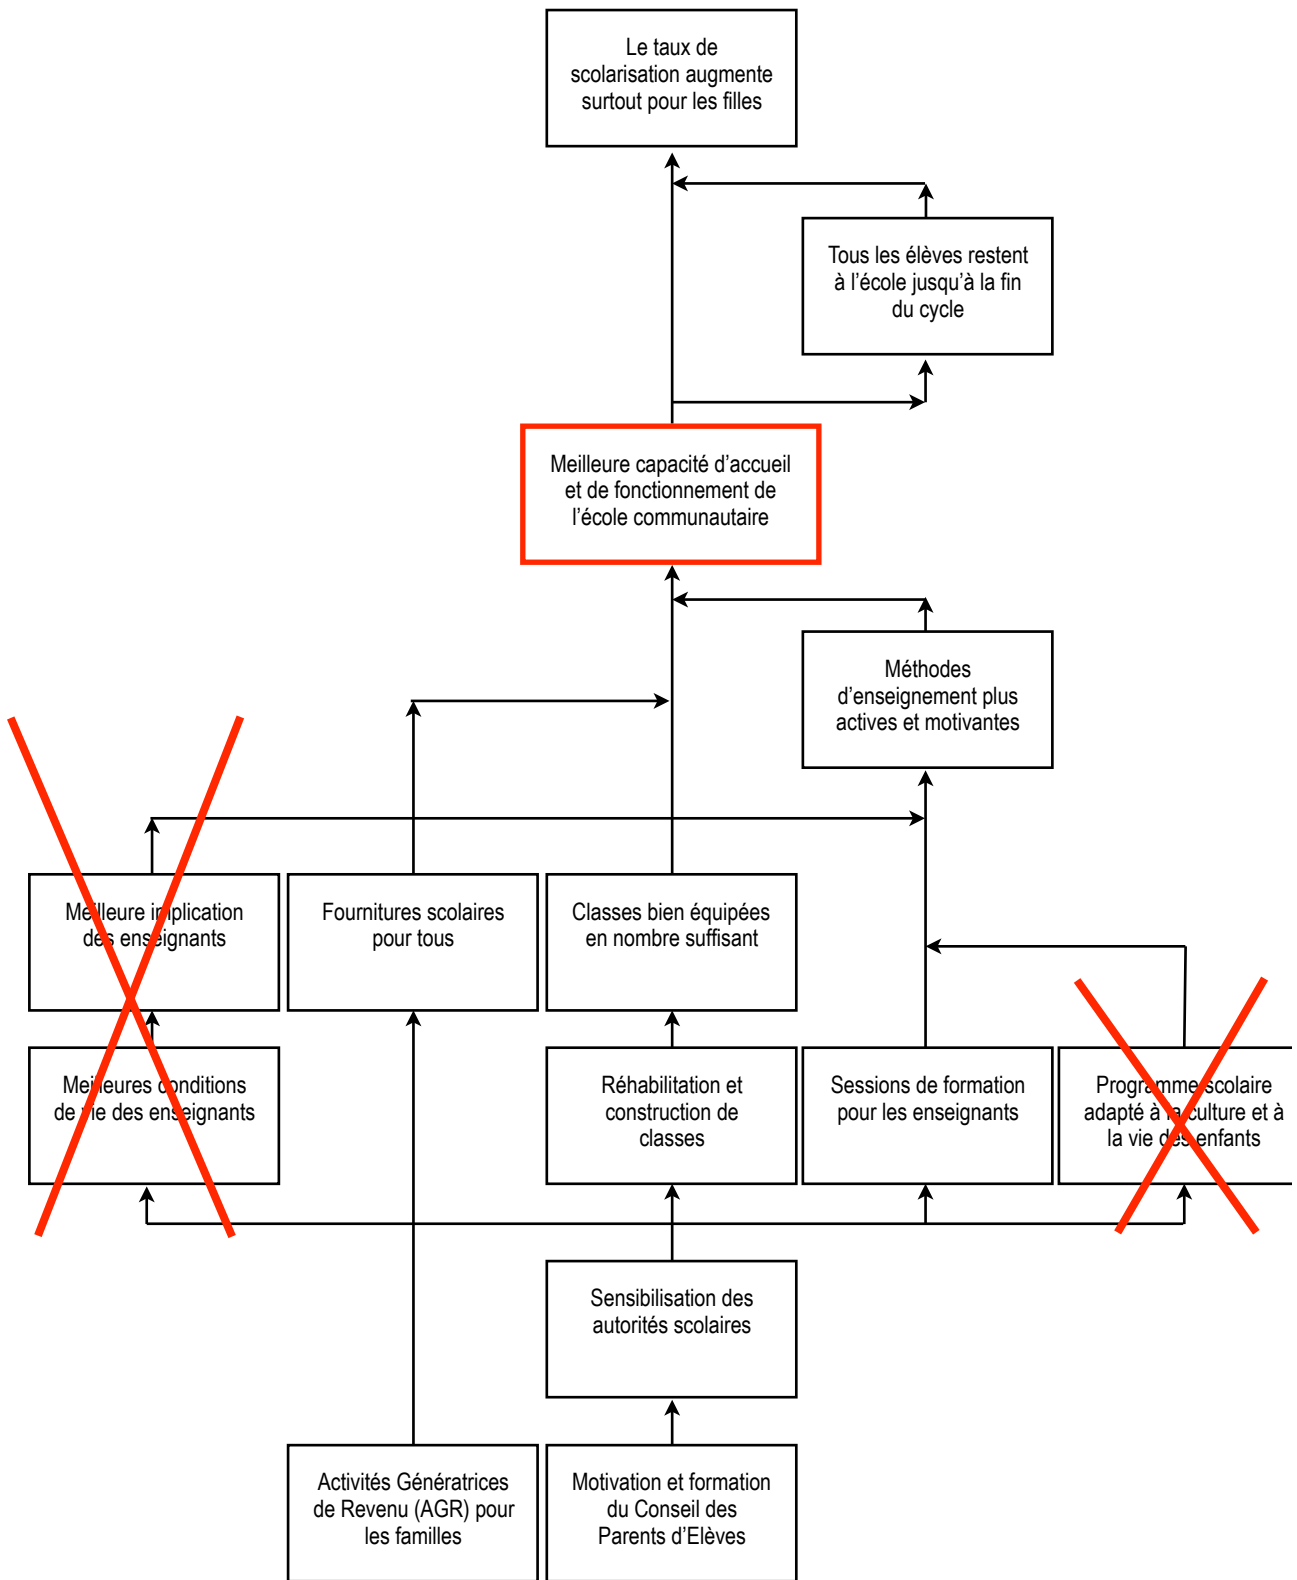 Le taux de
scolarisation augmente
surtout pour les filles
Tous les élèves restent
à l’école jusqu’à la fin
du cycle
Meilleure capacité d’accueil
et de fonctionnement de
l’école communautaire
Méthodes
d’enseignement plus
actives et motivantes
Meilleure implication
des enseignants
Fournitures scolaires
pour tous
Classes bien équipées
en nombre suffisant
Meilleures conditions
de vie des enseignants
Réhabilitation et
construction de
classes
Sessions de formation
pour les enseignants
Programme scolaire
adapté à la culture et à
la vie des enfants
Sensibilisation des
autorités scolaires
Activités Génératrices
de Revenu (AGR) pour
les familles
Motivation et formation
du Conseil des
Parents d’Elèves